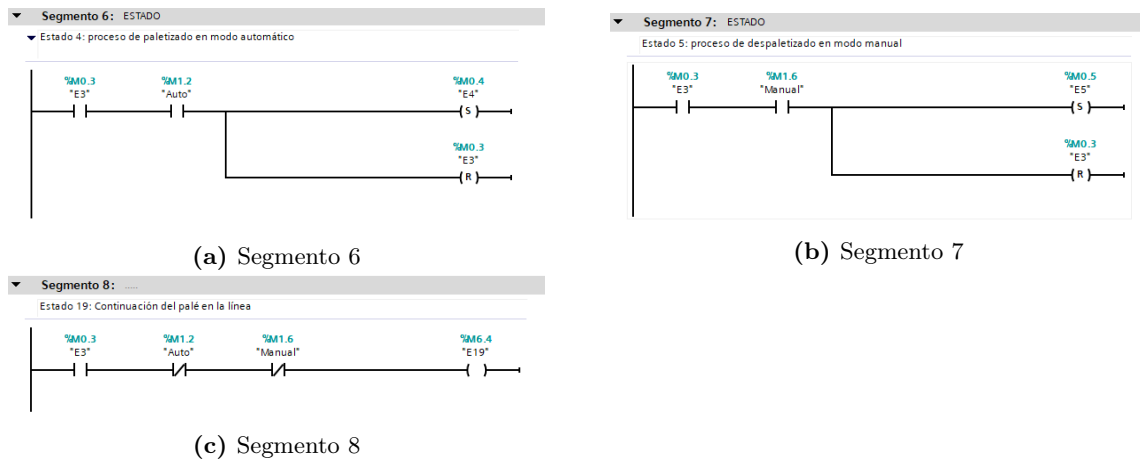 Segmento 6: ESTADO
Estado 4: proceso de paletizado en modo automático
%M0.3 %M1.2 %M0.4
"E3" "Auto" "E4"
S
%M0.3
"E3"
R
(a) Segmento 6
Segmento 7: ESTADO
Estado 5: proceso de despaletizado en modo manual
%M0.3 %M1.6 %M0.5
"E3" "Manual" "E5"
S
%M0.3
"E3"
R
(b) Segmento 7
Segmento 8: ....
Estado 19: Continuación del palé en la línea
%M0.3 %M1.2 %M1.6 %M6.4
"E3" "Auto" "Manual" "E19"
(c) Segmento 8